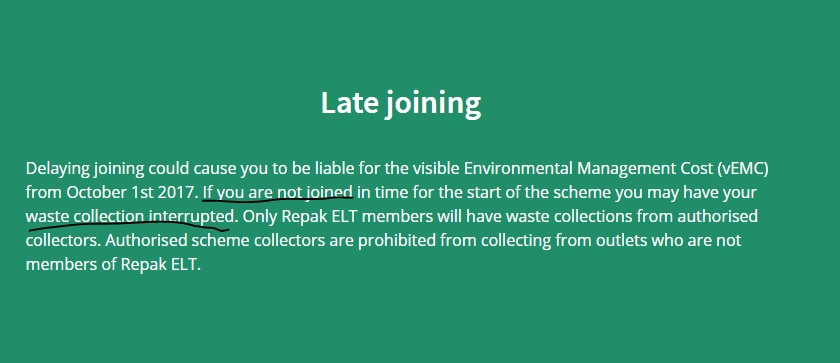 Late joining
Delaying joining could cause you to be liable for the visible Environmental Management Cost (vEMC)
from October 1st 2017. If you are not joined in time for the start of the scheme you may have your
waste collection interrupted. Only Repak ELT members will have waste collections from authorised
collectors. Authorised scheme collectors are prohibited from collecting from outlets who are not
members of Repak ELT.